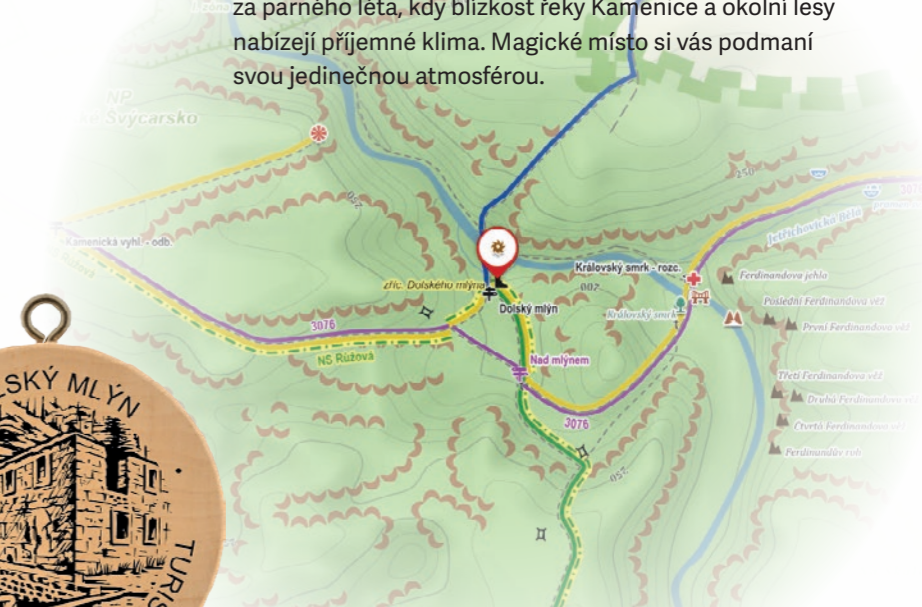 za parného léta, kdy blízkost řeky Kamenice a okolní lesy
nabízejí příjemné klima. Magické místo si vás podmaní
svou jedinečnou atmosférou.
NP
Švýcarsko
250
Jetřichovická Bělá
Kamenická vyhl. - odb.
Růžová
zříc. Dolského mlýna
Dolský mlýn
Královský smrk - rozc.
Královský smrk
Ferdinandova jehla
Poslední Ferdinandova věž
První Ferdinandova věž
3076
NS Růžová
Nad mlýnem
3076
Třetí Ferdinandova věž
Druhá Ferdinandova věž
Čtvrtá Ferdinandova věž
Ferdinandův roh
LSKÝ MLÝN
TURIS